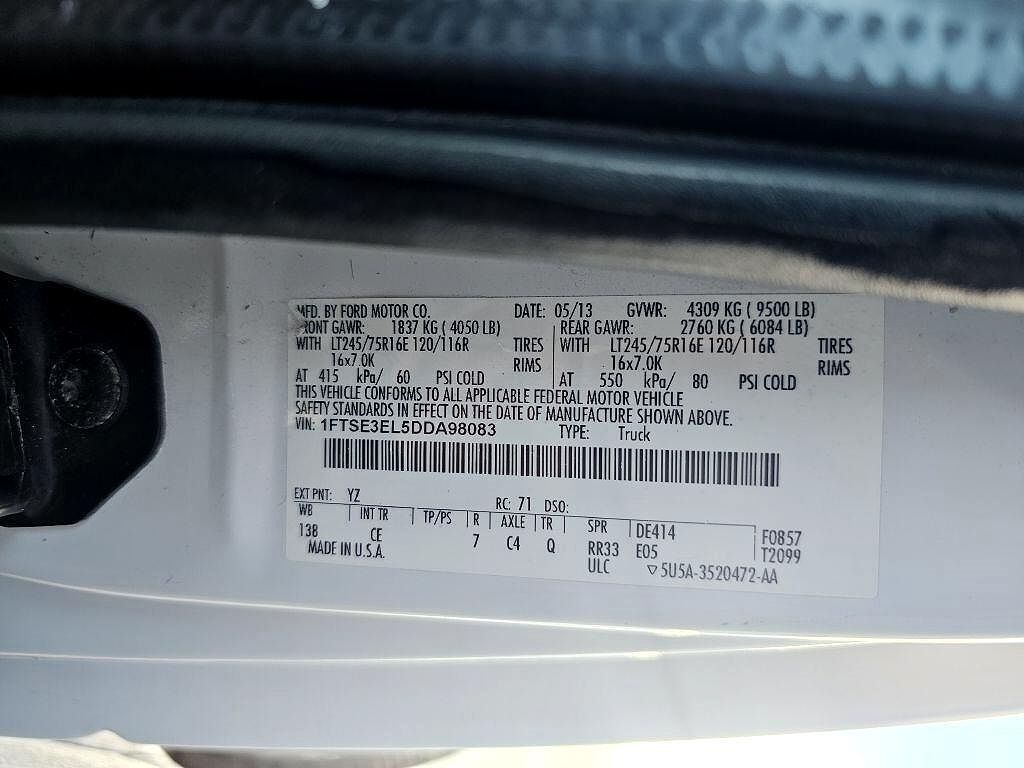 MFD. BY FORD MOTOR CO. DATE: 05/13 GVWR: 4309 KG ( 9500 LB)
FRONT GAWR: 1837 KG ( 4050 LB) REAR GAWR: 2760 KG ( 6084 LB)
WITH LT245/75R16E 120/116R TIRES WITH LT245/75R16E 120/116R TIRES
16x7.0K RIMS 16x7.0K RIMS
AT 415 kPa/ 60 PSI COLD AT 550 kPa/ 80 PSI COLD
THIS VEHICLE CONFORMS TO ALL APPLICABLE FEDERAL MOTOR VEHICLE
SAFETY STANDARDS IN EFFECT ON THE DATE OF MANUFACTURE SHOWN ABOVE.
VIN: 1FTSE3EL5DDA98083 TYPE: Truck
EXT PNT: YZ RC: 71 DSO:
WB INT TR TP/PS R AXLE TR SPR DE414 F0857
138 CE 7 C4 Q RR33 E05 T2099
MADE IN U.S.A. ULC ▽5U5A-3520472-AA